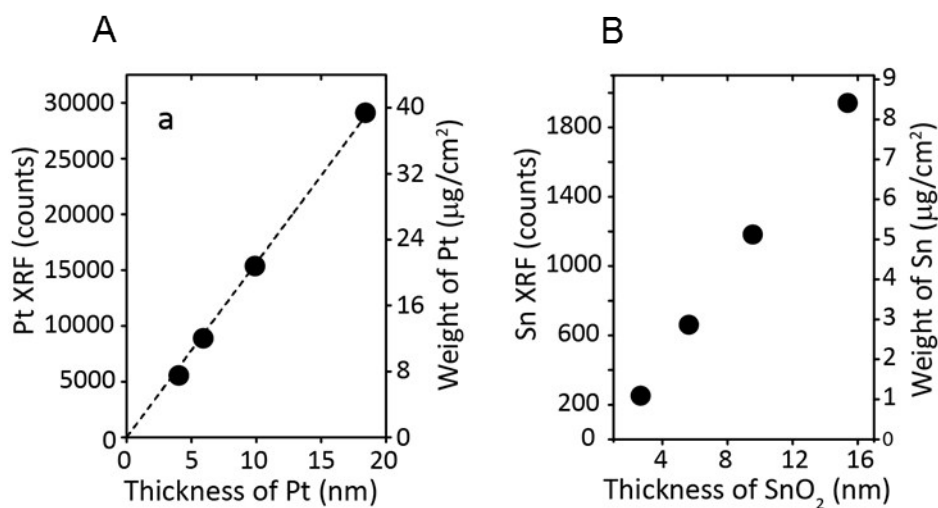 A
B
a
30000
25000
20000
15000
10000
5000
0
Pt XRF (counts)
40
32
24
16
8
0
Weight of Pt (μg/cm²)
0 5 10 15 20
Thickness of Pt (nm)
1800
1400
1000
600
200
Sn XRF (counts)
9
8
7
6
5
4
3
2
1
0
Weight of Sn (μg/cm²)
4 8 12 16
Thickness of SnO₂ (nm)